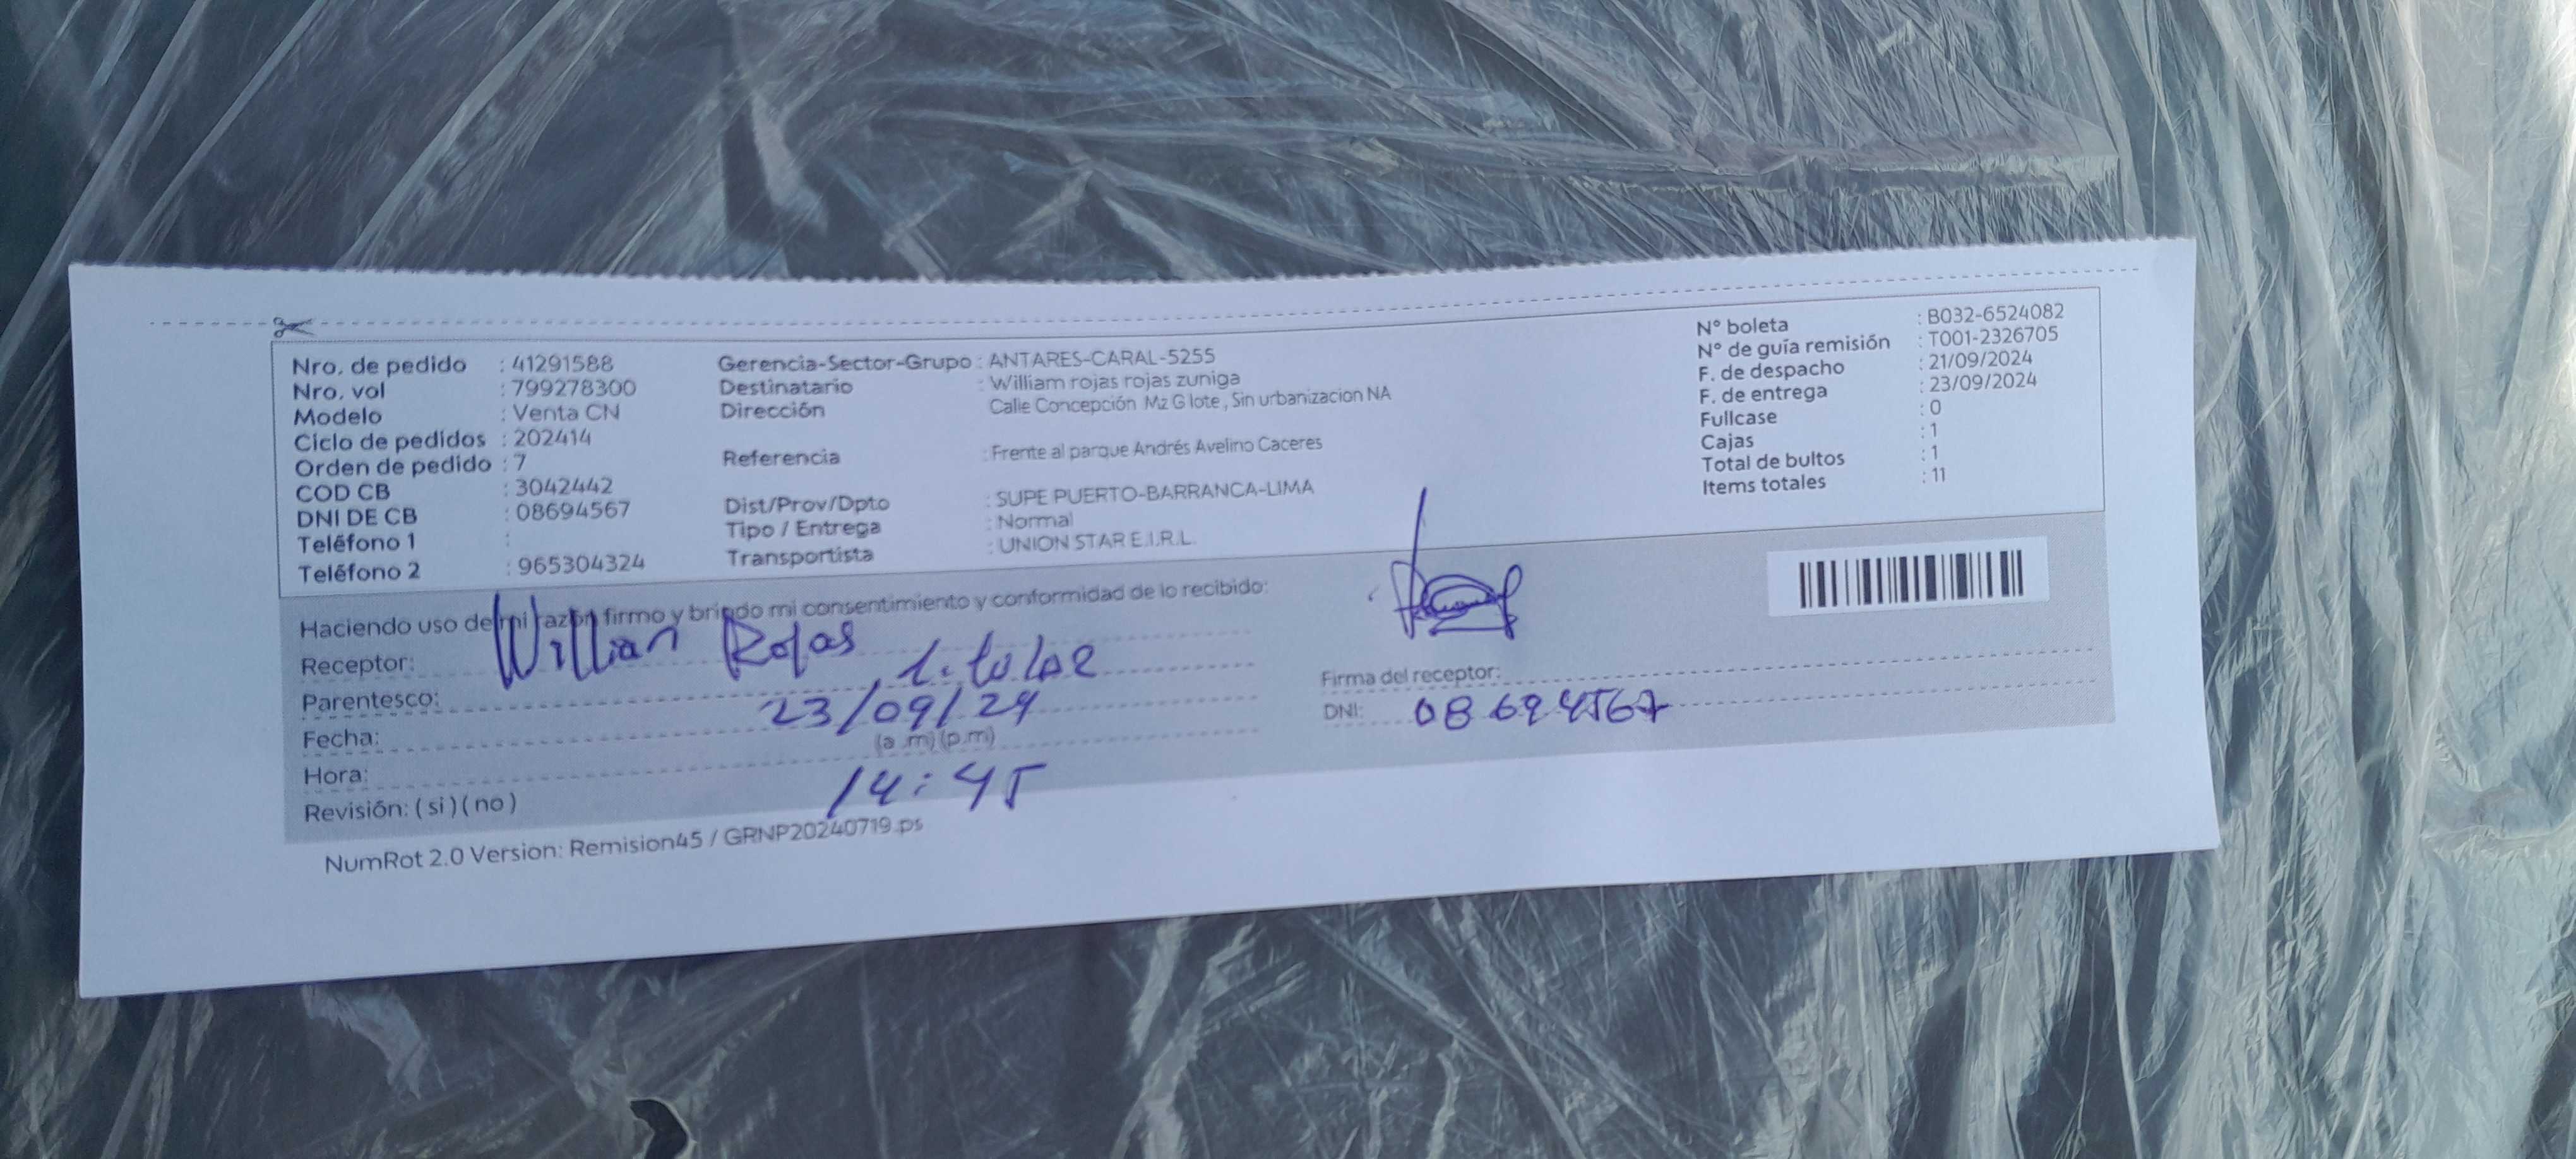 Nro. de pedido : 41291588
Nro. vol : 799278300
Modelo : Venta CN
Ciclo de pedidos : 202414
Orden de pedido : 7
COD CB : 3042442
DNI DE CB : 08694567
Teléfono 1 :
Teléfono 2 : 965304324
Gerencia-Sector-Grupo : ANTARES-CARAL-5255
Destinatario : William rojas rojas zuniga
Dirección Calle Concepción Mz G lote , Sin urbanizacion NA
Referencia : Frente al parque Andrés Avelino Caceres
Dist/Prov/Dpto : SUPE PUERTO-BARRANCA-LIMA
Tipo / Entrega : Normal
Transportista : UNION STAR E.I.R.L.
N° boleta : B032-6524082
N° de guía remisión : T001-2326705
F. de despacho : 21/09/2024
F. de entrega : 23/09/2024
Fullcase : 0
Cajas : 1
Total de bultos : 1
Items totales : 11
Haciendo uso de mi razón firmo y brindo mi consentimiento y conformidad de lo recibido:
Receptor: Willian Rojas
Parentesco: titular
Fecha: 23/09/24
(a.m) (p.m)
Hora: 14:45
Revisión: ( si ) ( no )
Firma del receptor:
DNI: 08694567
NumRot 2.0 Version: Remision45 / GRNP20240719.ps